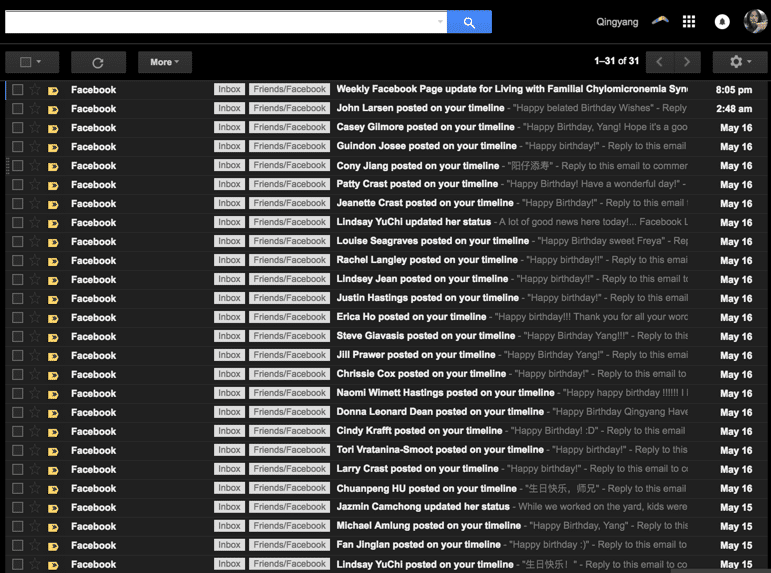 Qingyang
More
1–31 of 31
Facebook Inbox Friends/Facebook Weekly Facebook Page update for Living with Familial Chylomicronemia Syn 8:05 pm
Facebook Inbox Friends/Facebook John Larsen posted on your timeline - "Happy belated Birthday Wishes" - Reply 2:48 am
Facebook Inbox Friends/Facebook Casey Gilmore posted on your timeline - "Happy Birthday, Yang! Hope it's a goo May 16
Facebook Inbox Friends/Facebook Guindon Josee posted on your timeline - "Happy birthday!" - Reply to this email May 16
Facebook Inbox Friends/Facebook Cony Jiang posted on your timeline - "阳仔添寿" - Reply to this email to commen May 16
Facebook Inbox Friends/Facebook Patty Crast posted on your timeline - "Happy Birthday! Have a wonderful day!" - May 16
Facebook Inbox Friends/Facebook Jeanette Crast posted on your timeline - "Happy Birthday!" - Reply to this email May 16
Facebook Inbox Friends/Facebook Lindsay YuChi updated her status - A lot of good news here today!... Facebook L May 16
Facebook Inbox Friends/Facebook Louise Seagraves posted on your timeline - "Happy Birthday sweet Freya" - Rep May 16
Facebook Inbox Friends/Facebook Rachel Langley posted on your timeline - "Happy birthday!!" - Reply to this email May 16
Facebook Inbox Friends/Facebook Lindsey Jean posted on your timeline - "Happy birthday!!" - Reply to this email to May 16
Facebook Inbox Friends/Facebook Justin Hastings posted on your timeline - "Happy birthday!" - Reply to this email May 16
Facebook Inbox Friends/Facebook Erica Ho posted on your timeline - "Happy birthday!!! Thank you for all your word May 16
Facebook Inbox Friends/Facebook Steve Giavasis posted on your timeline - "Happy Birthday Yang!!!" - Reply to this May 16
Facebook Inbox Friends/Facebook Jill Prawer posted on your timeline - "Happy Birthday Yang!" - Reply to this emai May 16
Facebook Inbox Friends/Facebook Chrissie Cox posted on your timeline - "Happy birthday!" - Reply to this email to May 16
Facebook Inbox Friends/Facebook Naomi Wimett Hastings posted on your timeline - "Happy happy birthday !!!!!! I May 16
Facebook Inbox Friends/Facebook Donna Leonard Dean posted on your timeline - "Happy Birthday Qingyang Have May 16
Facebook Inbox Friends/Facebook Cindy Krafft posted on your timeline - "Happy Birthday! :D" - Reply to this email May 16
Facebook Inbox Friends/Facebook Tori Vratanina-Smoot posted on your timeline - "Happy birthday!" - Reply to this May 16
Facebook Inbox Friends/Facebook Larry Crast posted on your timeline - "Happy birthday!" - Reply to this email to co May 16
Facebook Inbox Friends/Facebook Chuanpeng HU posted on your timeline - "生日快乐，师兄" - Reply to this email May 16
Facebook Inbox Friends/Facebook Jazmin Camchong updated her status - While we worked on the yard, kids were May 15
Facebook Inbox Friends/Facebook Michael Amlung posted on your timeline - "Happy Birthday, Yang" - Reply to this May 15
Facebook Inbox Friends/Facebook Fan Jinglan posted on your timeline - "happy birthday :)" - Reply to this email to May 15
Facebook Inbox Friends/Facebook Lindsay YuChi posted on your timeline - "生日快乐！" - Reply to this email to co May 15